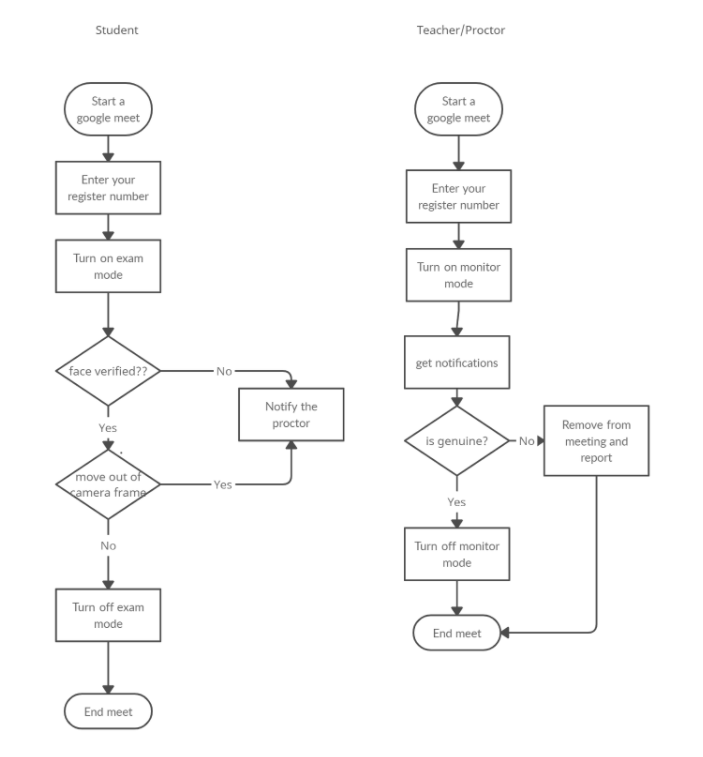 Student
Start a
google meet
Enter your
register number
Turn on exam
mode
face verified??
No
Notify the
proctor
Yes
move out of
camera frame
Yes
No
Turn off exam
mode
End meet
Teacher/Proctor
Start a
google meet
Enter your
register number
Turn on monitor
mode
get notifications
is genuine?
No
Remove from
meeting and
report
Yes
Turn off monitor
mode
End meet